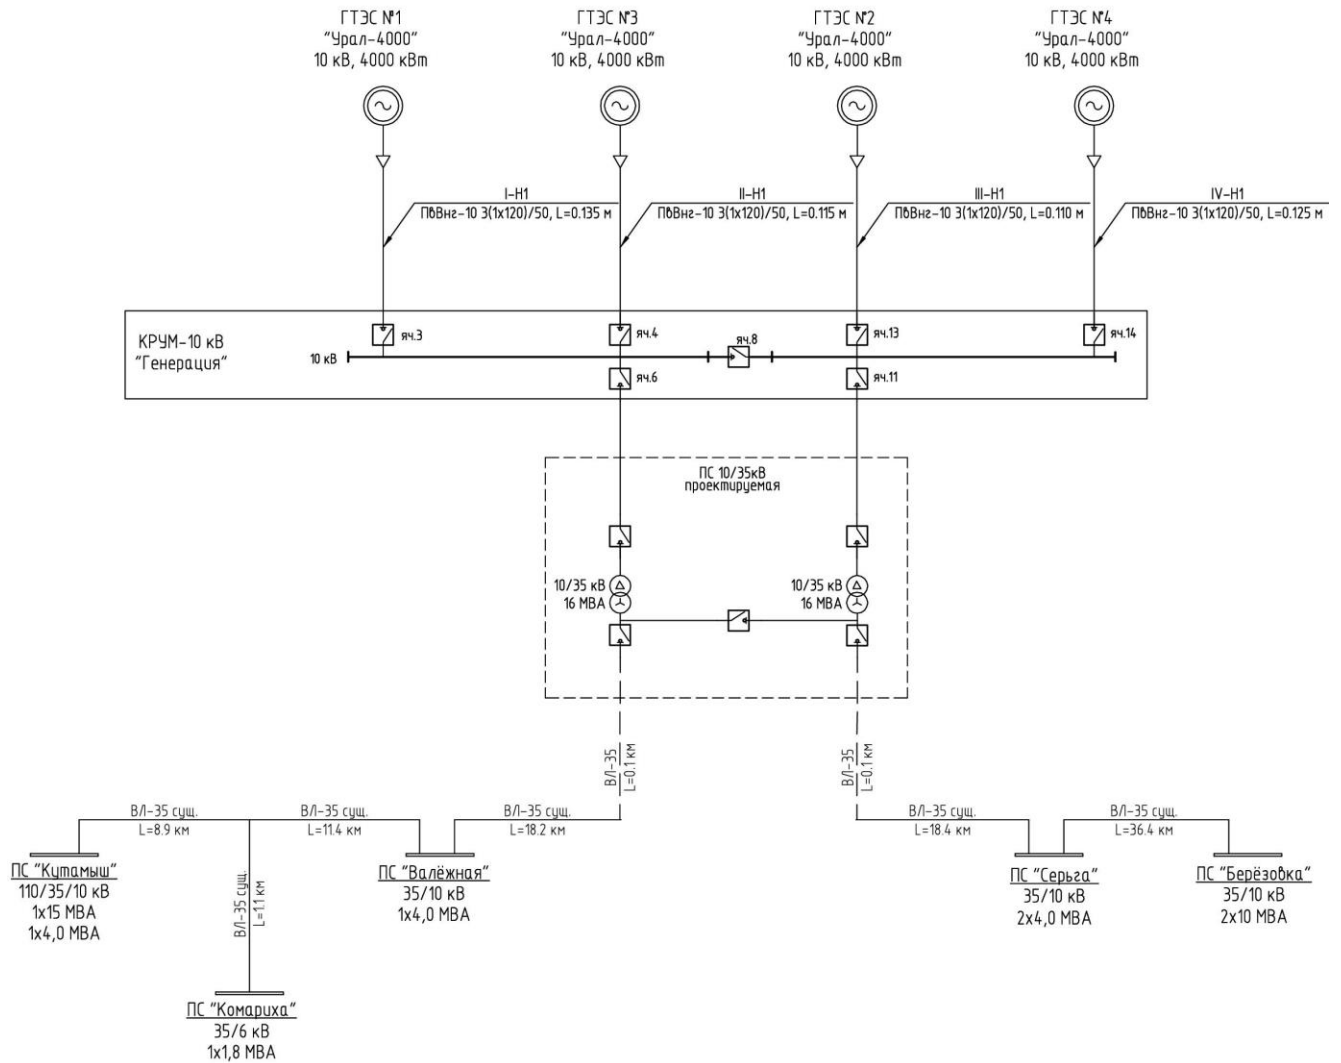 ГТЭС №1
"Урал-4000"
10 кВ, 4000 кВт
ГТЭС №3
"Урал-4000"
10 кВ, 4000 кВт
ГТЭС №2
"Урал-4000"
10 кВ, 4000 кВт
ГТЭС №4
"Урал-4000"
10 кВ, 4000 кВт
I-Н1
ПвВнг-10 3(1х120)/50, L=0.135 м
II-Н1
ПвВнг-10 3(1х120)/50, L=0.115 м
III-Н1
ПвВнг-10 3(1х120)/50, L=0.110 м
IV-Н1
ПвВнг-10 3(1х120)/50, L=0.125 м
КРУМ-10 кВ
"Генерация"
10 кВ
яч.3
яч.4
яч.8
яч.13
яч.14
яч.6
яч.11
ПС 10/35кВ
проектируемая
10/35 кВ
16 МВА
10/35 кВ
16 МВА
ВЛ-35
L=0.1 км
ВЛ-35
L=0.1 км
ВЛ-35 сущ.
L=8.9 км
ВЛ-35 сущ.
L=11.4 км
ВЛ-35 сущ.
L=18.2 км
ВЛ-35 сущ.
L=18.4 км
ВЛ-35 сущ.
L=36.4 км
ПС "Кутамыш"
110/35/10 кВ
1х15 МВА
1х4,0 МВА
ВЛ-35 сущ.
L=1.1 км
ПС "Валёжная"
35/10 кВ
1х4,0 МВА
ПС "Серьга"
35/10 кВ
2х4,0 МВА
ПС "Берёзовка"
35/10 кВ
2х10 МВА
ПС "Комариха"
35/6 кВ
1х1,8 МВА